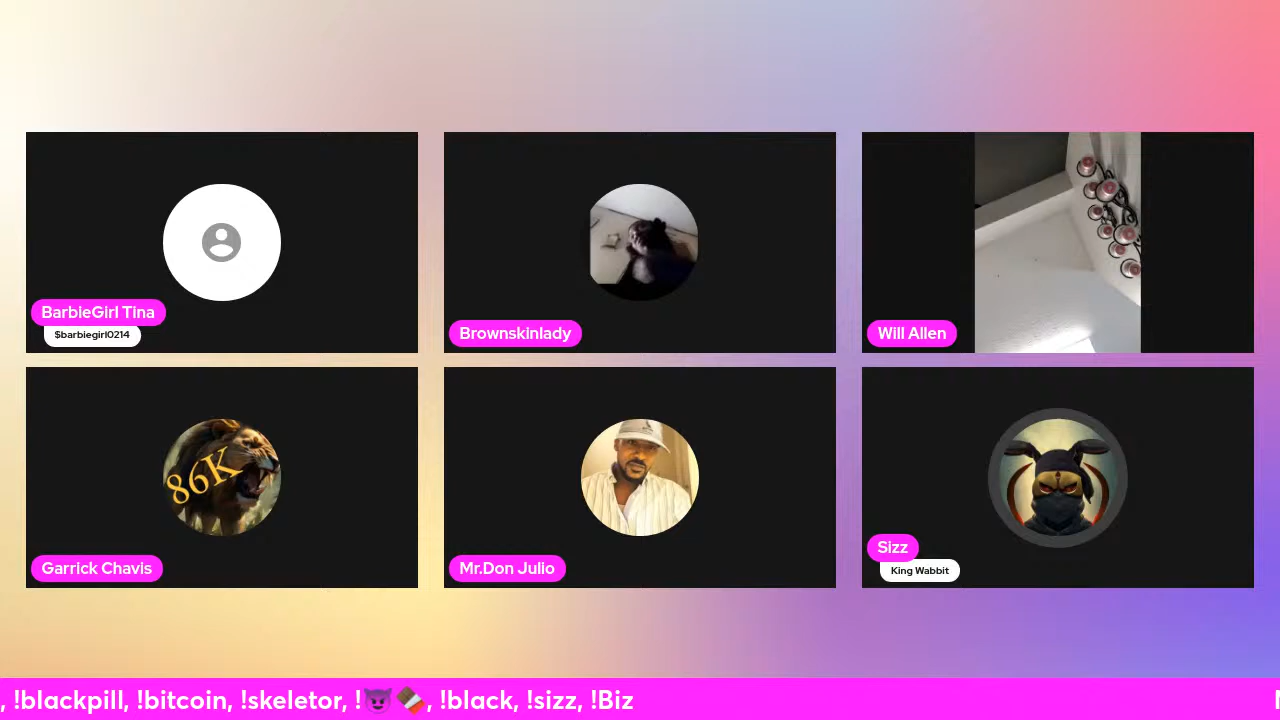 BarbieGirl Tina
$barbiegirl0214
Brownskinlady
Will Allen
86K
Garrick Chavis
Mr.Don Julio
Sizz
King Wabbit
, !blackpill, !bitcoin, !skeletor, !😈🍫, !black, !sizz, !Biz